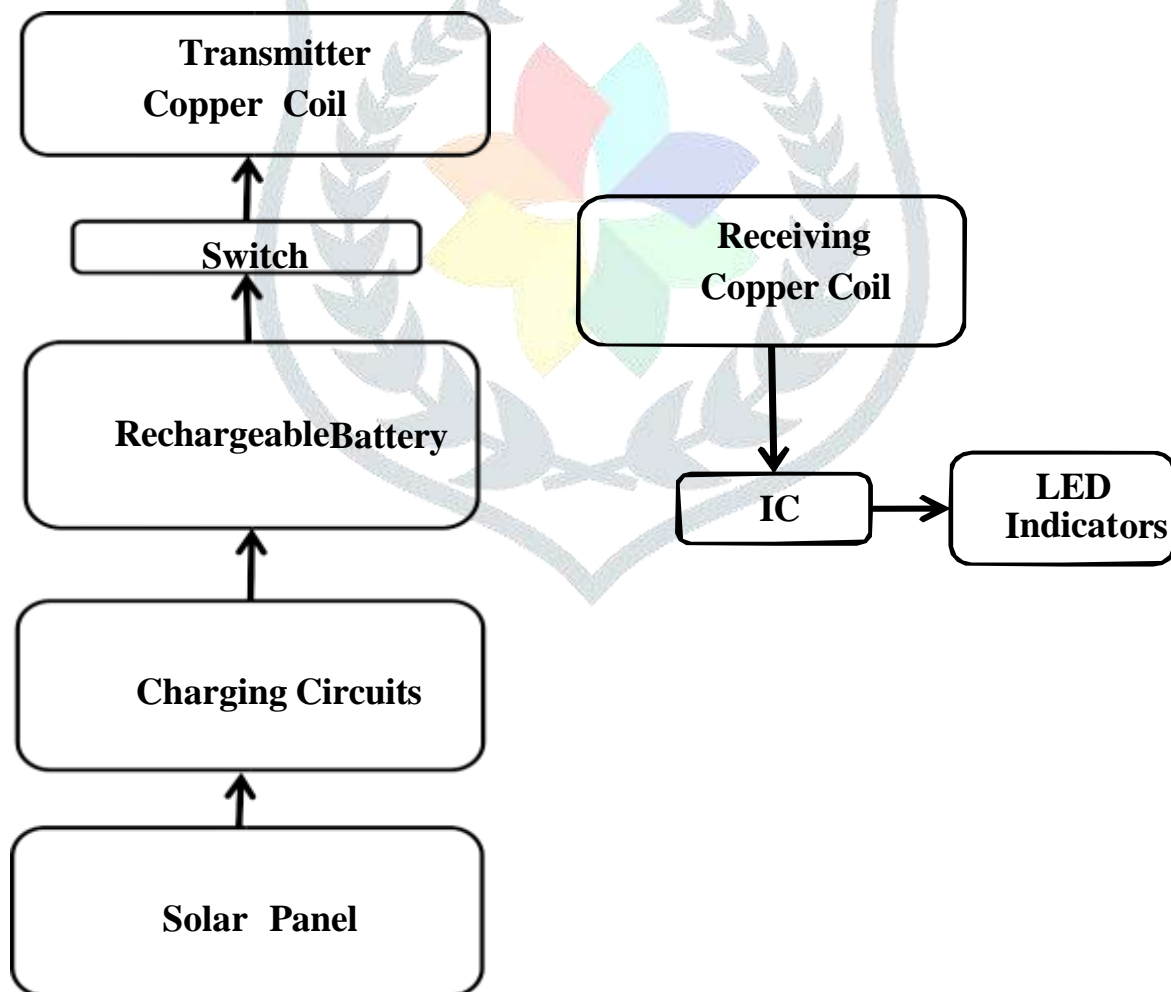 Transmitter
Copper Coil
Switch
RechargeableBattery
Charging Circuits
Solar Panel
Receiving
Copper Coil
IC
LED
Indicators